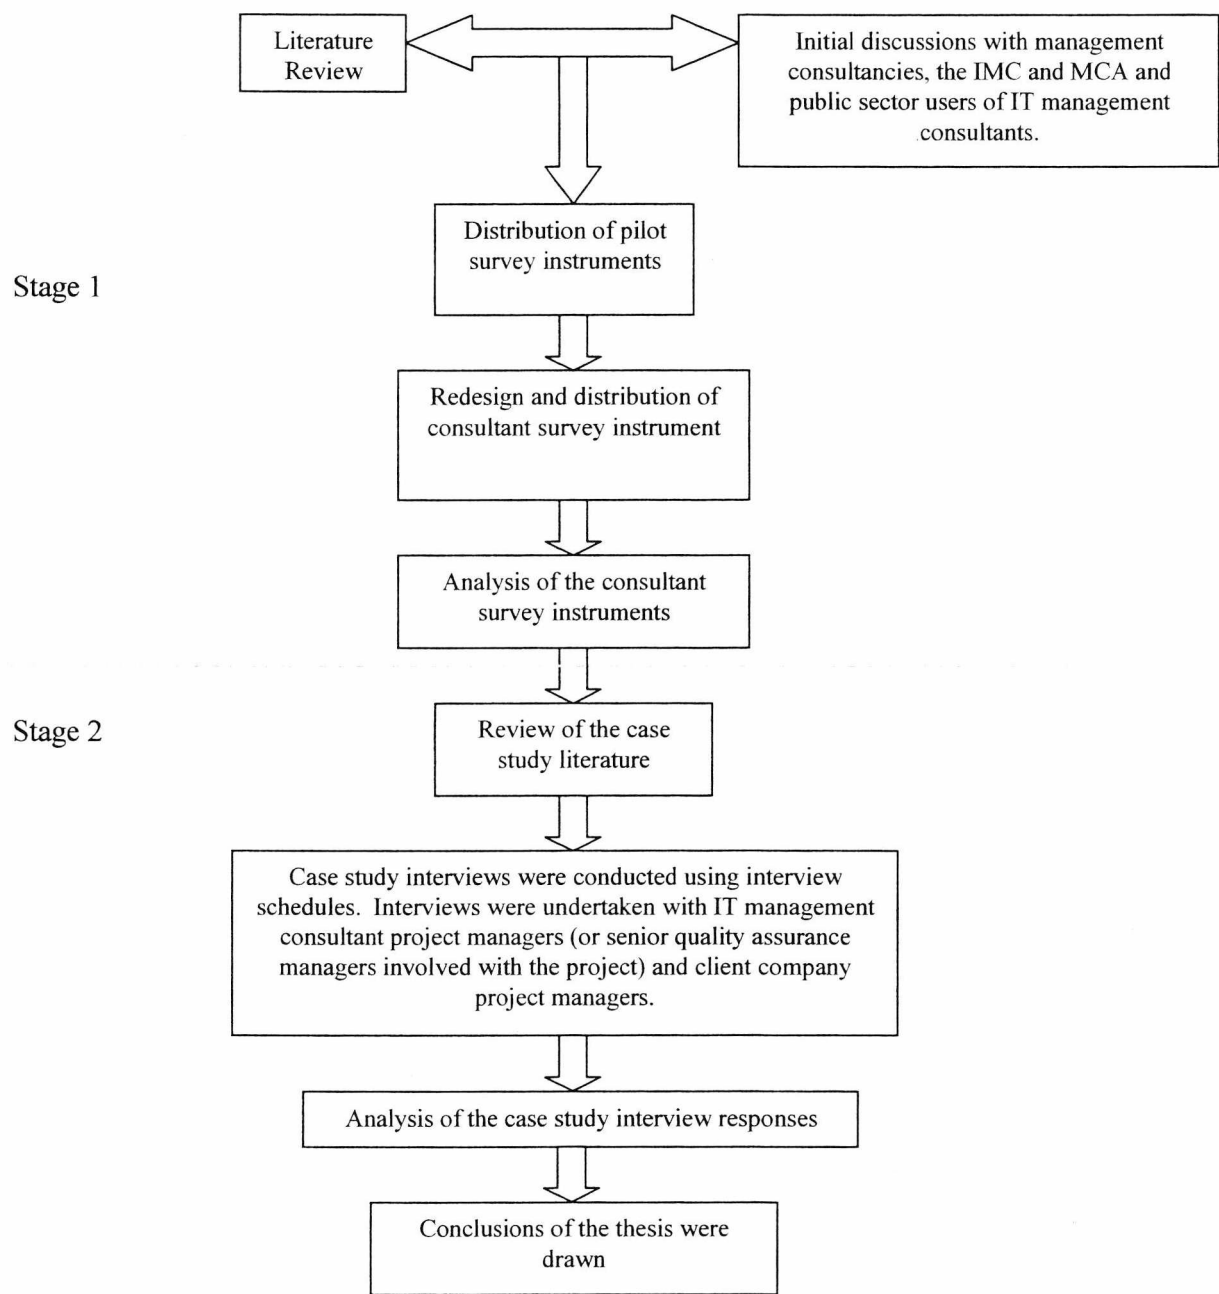 Literature
Review
Initial discussions with management
consultancies, the IMC and MCA and
public sector users of IT management
consultants.
Distribution of pilot
survey instruments
Stage 1
Redesign and distribution of
consultant survey instrument
Analysis of the consultant
survey instruments
Stage 2
Review of the case
study literature
Case study interviews were conducted using interview
schedules. Interviews were undertaken with IT management
consultant project managers (or senior quality assurance
managers involved with the project) and client company
project managers.
Analysis of the case study interview responses
Conclusions of the thesis were
drawn